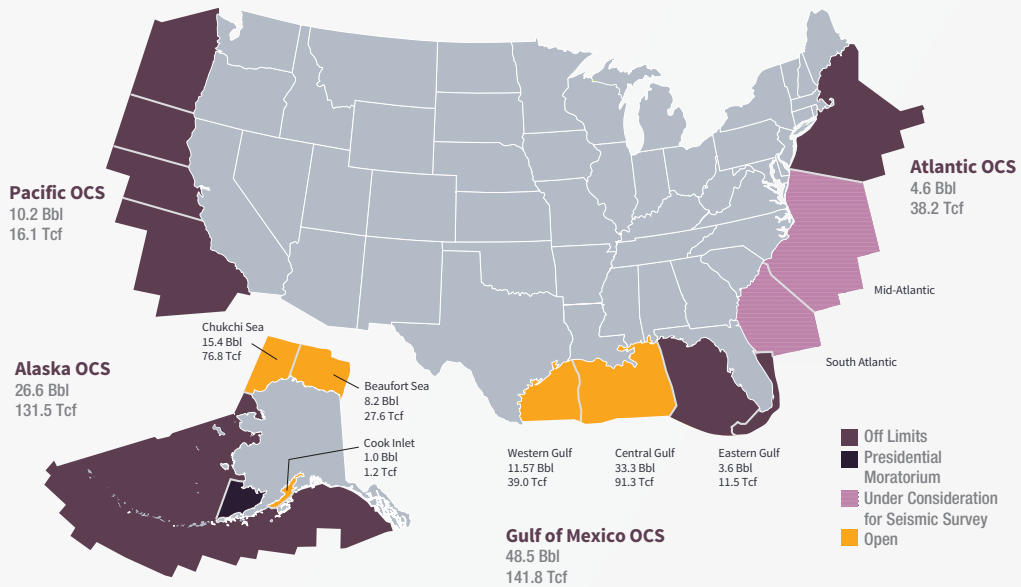 Pacific OCS
10.2 Bbl
16.1 Tcf
Atlantic OCS
4.6 Bbl
38.2 Tcf
Mid-Atlantic
South Atlantic
Chukchi Sea
15.4 Bbl
76.8 Tcf
Alaska OCS
26.6 Bbl
131.5 Tcf
Beaufort Sea
8.2 Bbl
27.6 Tcf
Cook Inlet
1.0 Bbl
1.2 Tcf
Western Gulf
11.57 Bbl
39.0 Tcf
Central Gulf
33.3 Bbl
91.3 Tcf
Eastern Gulf
3.6 Bbl
11.5 Tcf
Gulf of Mexico OCS
48.5 Bbl
141.8 Tcf
Off Limits
Presidential
Moratorium
Under Consideration
for Seismic Survey
Open